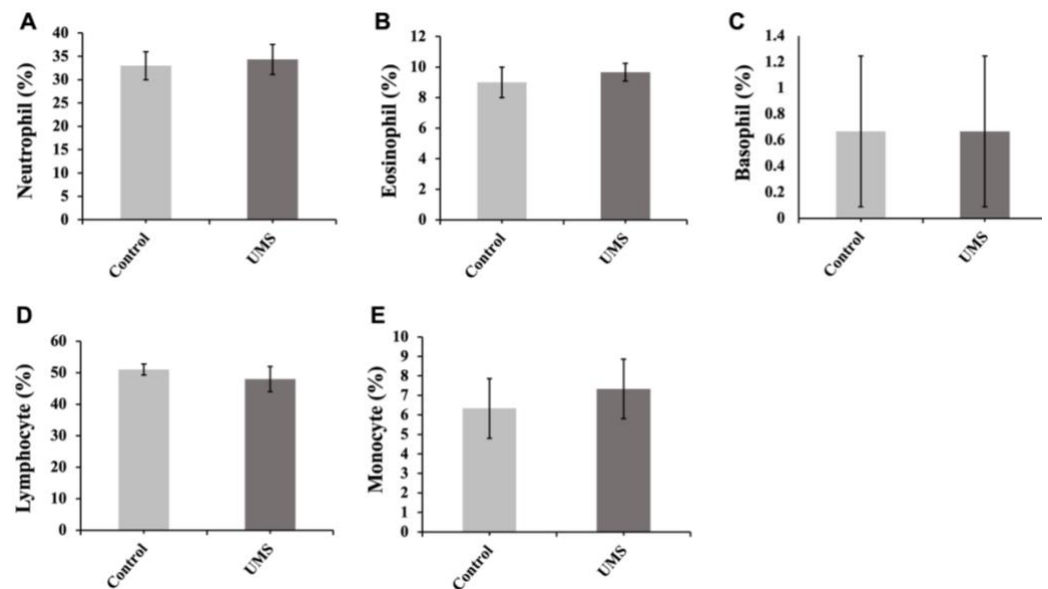 A
Neutrophil (%)
40
35
30
25
20
15
10
5
0
Control
UMS
B
Eosinophil (%)
12
10
8
6
4
2
0
Control
UMS
C
Basophil (%)
1.4
1.2
1
0.8
0.6
0.4
0.2
0
Control
UMS
D
Lymphocyte (%)
60
50
40
30
20
10
0
Control
UMS
E
Monocyte (%)
10
9
8
7
6
5
4
3
2
1
0
Control
UMS